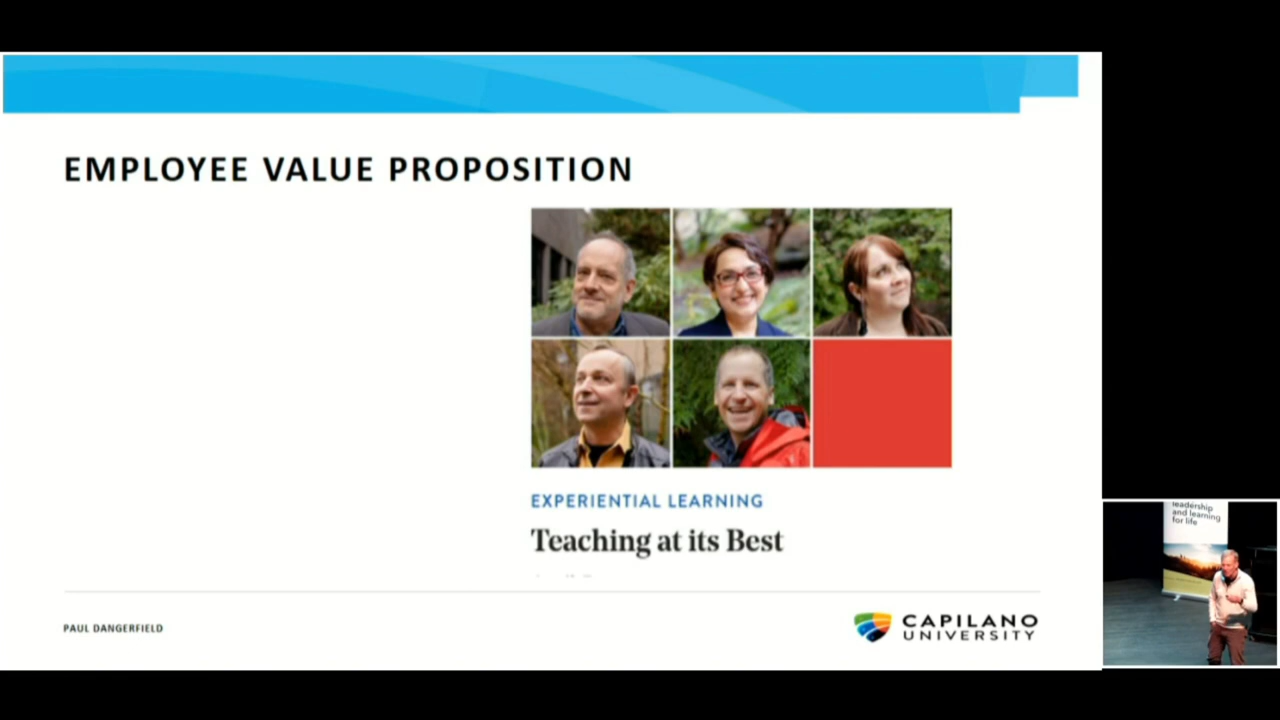 EMPLOYEE VALUE PROPOSITION
EXPERIENTIAL LEARNING
Teaching at its Best
PAUL DANGERFIELD
CAPILANO
UNIVERSITY
leadership
and learning
for life